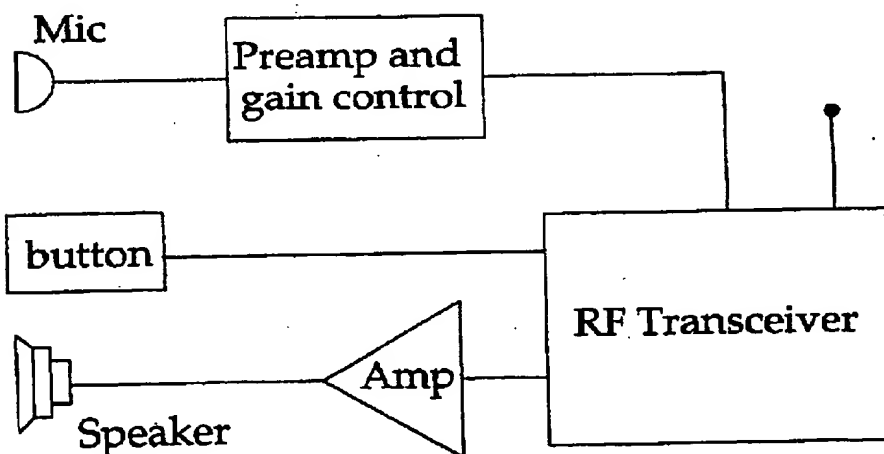 Mic
Preamp and
gain control
button
RF Transceiver
Amp
Speaker